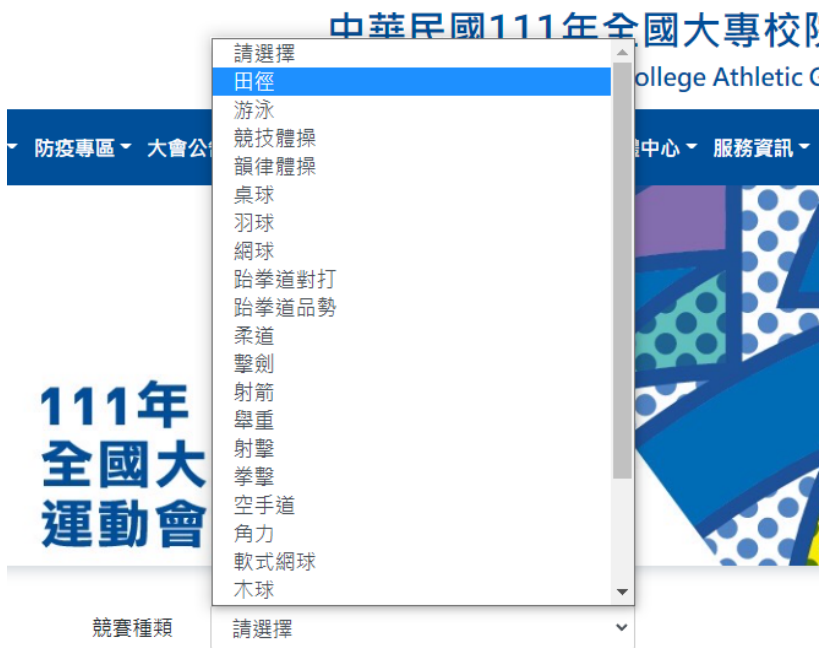 中華民國111年全國大專校
ollege Athletic G
防疫專區 大會公
中心 服務資訊
請選擇
田徑
游泳
競技體操
韻律體操
桌球
羽球
網球
跆拳道對打
跆拳道品勢
柔道
擊劍
射箭
舉重
射擊
拳擊
空手道
角力
軟式網球
木球
111年
全國大
運動會
競賽種類
請選擇